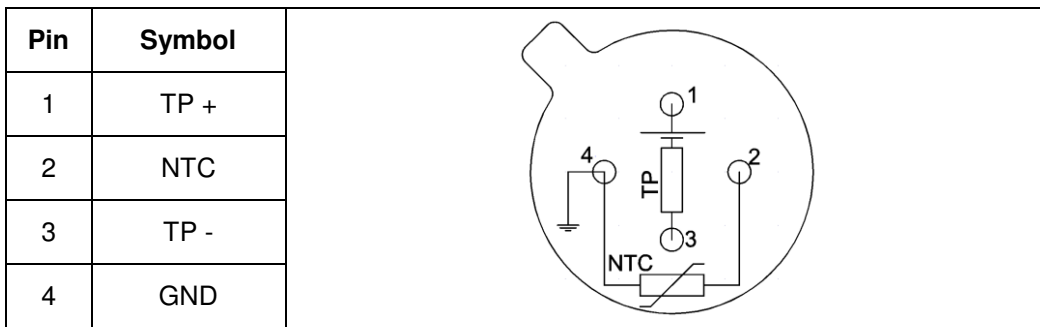 Pin Symbol
1 TP +
2 NTC
3 TP -
4 GND
1
4 2
TP
3
NTC